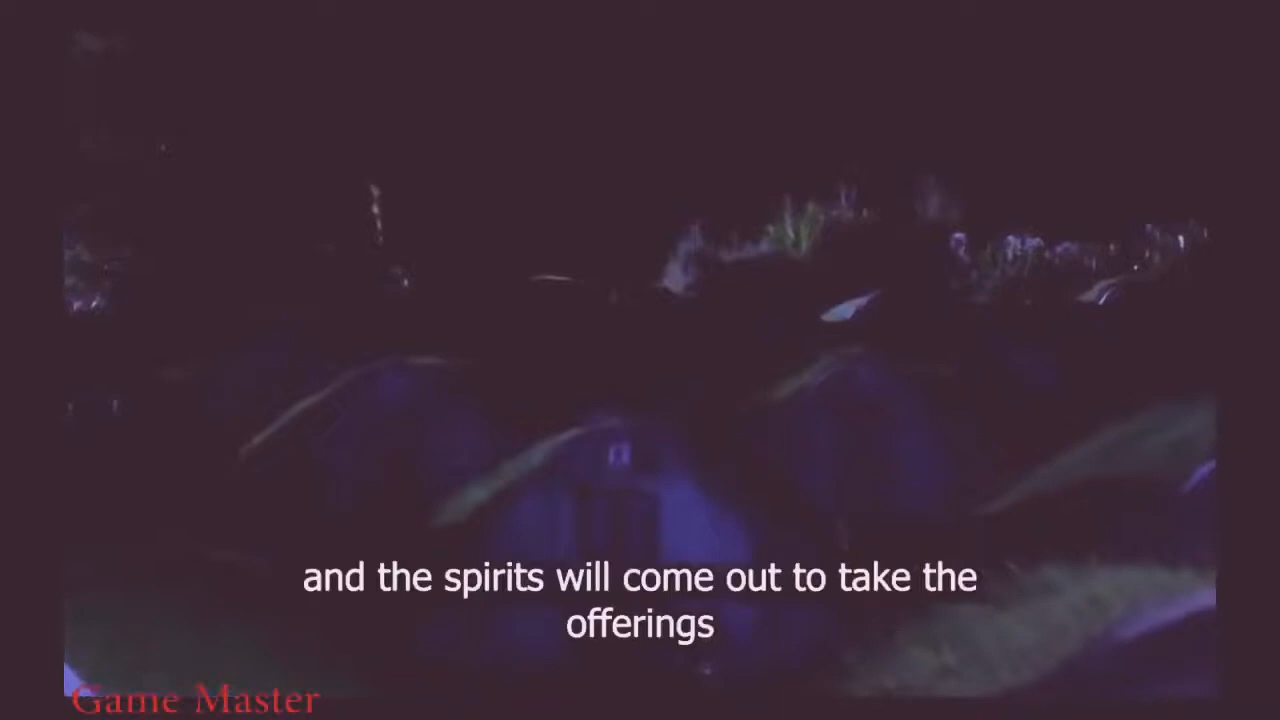 and the spirits will come out to take the
offerings
Game Master